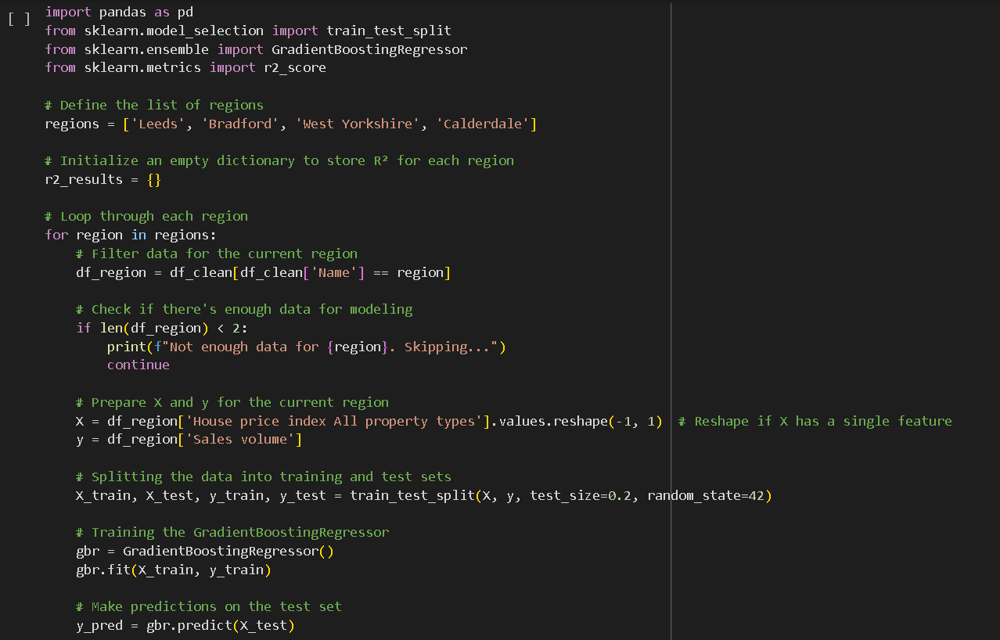 [ ]
import pandas as pd
from sklearn.model_selection import train_test_split
from sklearn.ensemble import GradientBoostingRegressor
from sklearn.metrics import r2_score

# Define the list of regions
regions = ['Leeds', 'Bradford', 'West Yorkshire', 'Calderdale']

# Initialize an empty dictionary to store R² for each region
r2_results = {}

# Loop through each region
for region in regions:
    # Filter data for the current region
    df_region = df_clean[df_clean['Name'] == region]

    # Check if there's enough data for modeling
    if len(df_region) < 2:
        print(f"Not enough data for {region}. Skipping...")
        continue

    # Prepare X and y for the current region
    X = df_region['House price index All property types'].values.reshape(-1, 1)  # Reshape if X has a single feature
    y = df_region['Sales volume']

    # Splitting the data into training and test sets
    X_train, X_test, y_train, y_test = train_test_split(X, y, test_size=0.2, random_state=42)

    # Training the GradientBoostingRegressor
    gbr = GradientBoostingRegressor()
    gbr.fit(X_train, y_train)

    # Make predictions on the test set
    y_pred = gbr.predict(X_test)